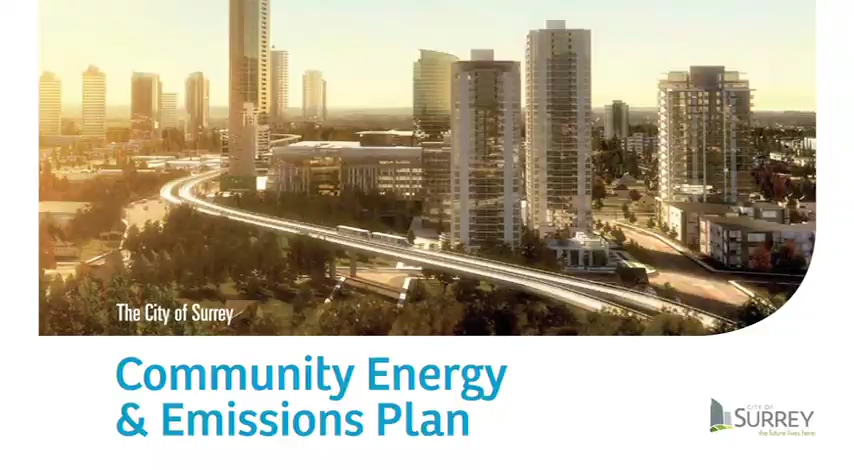 The City of Surrey
Community Energy
& Emissions Plan
CITY OF
SURREY
the future lives here.